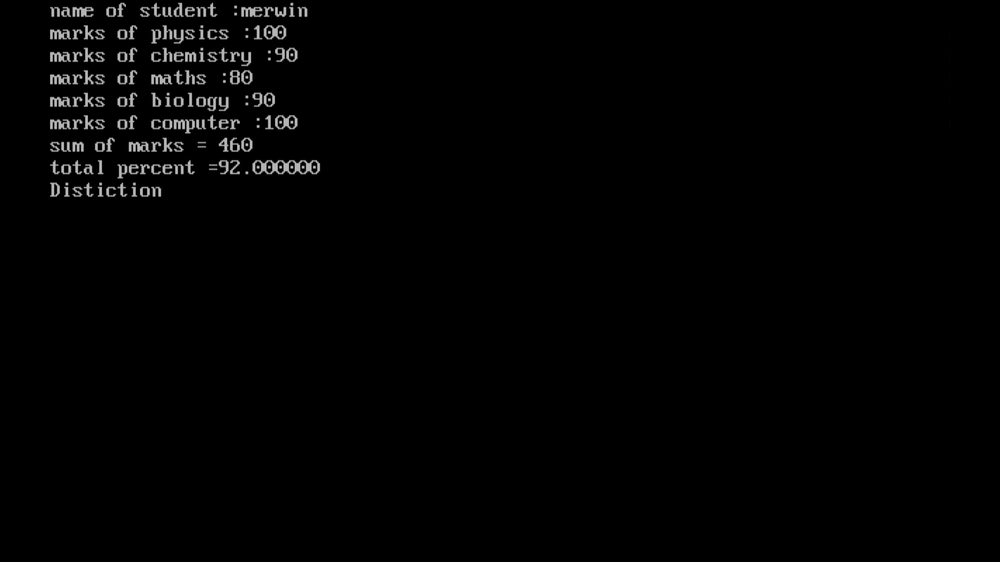 name of student :merwin
marks of physics :100
marks of chemistry :90
marks of maths :80
marks of biology :90
marks of computer :100
sum of marks = 460
total percent =92.000000
Distiction